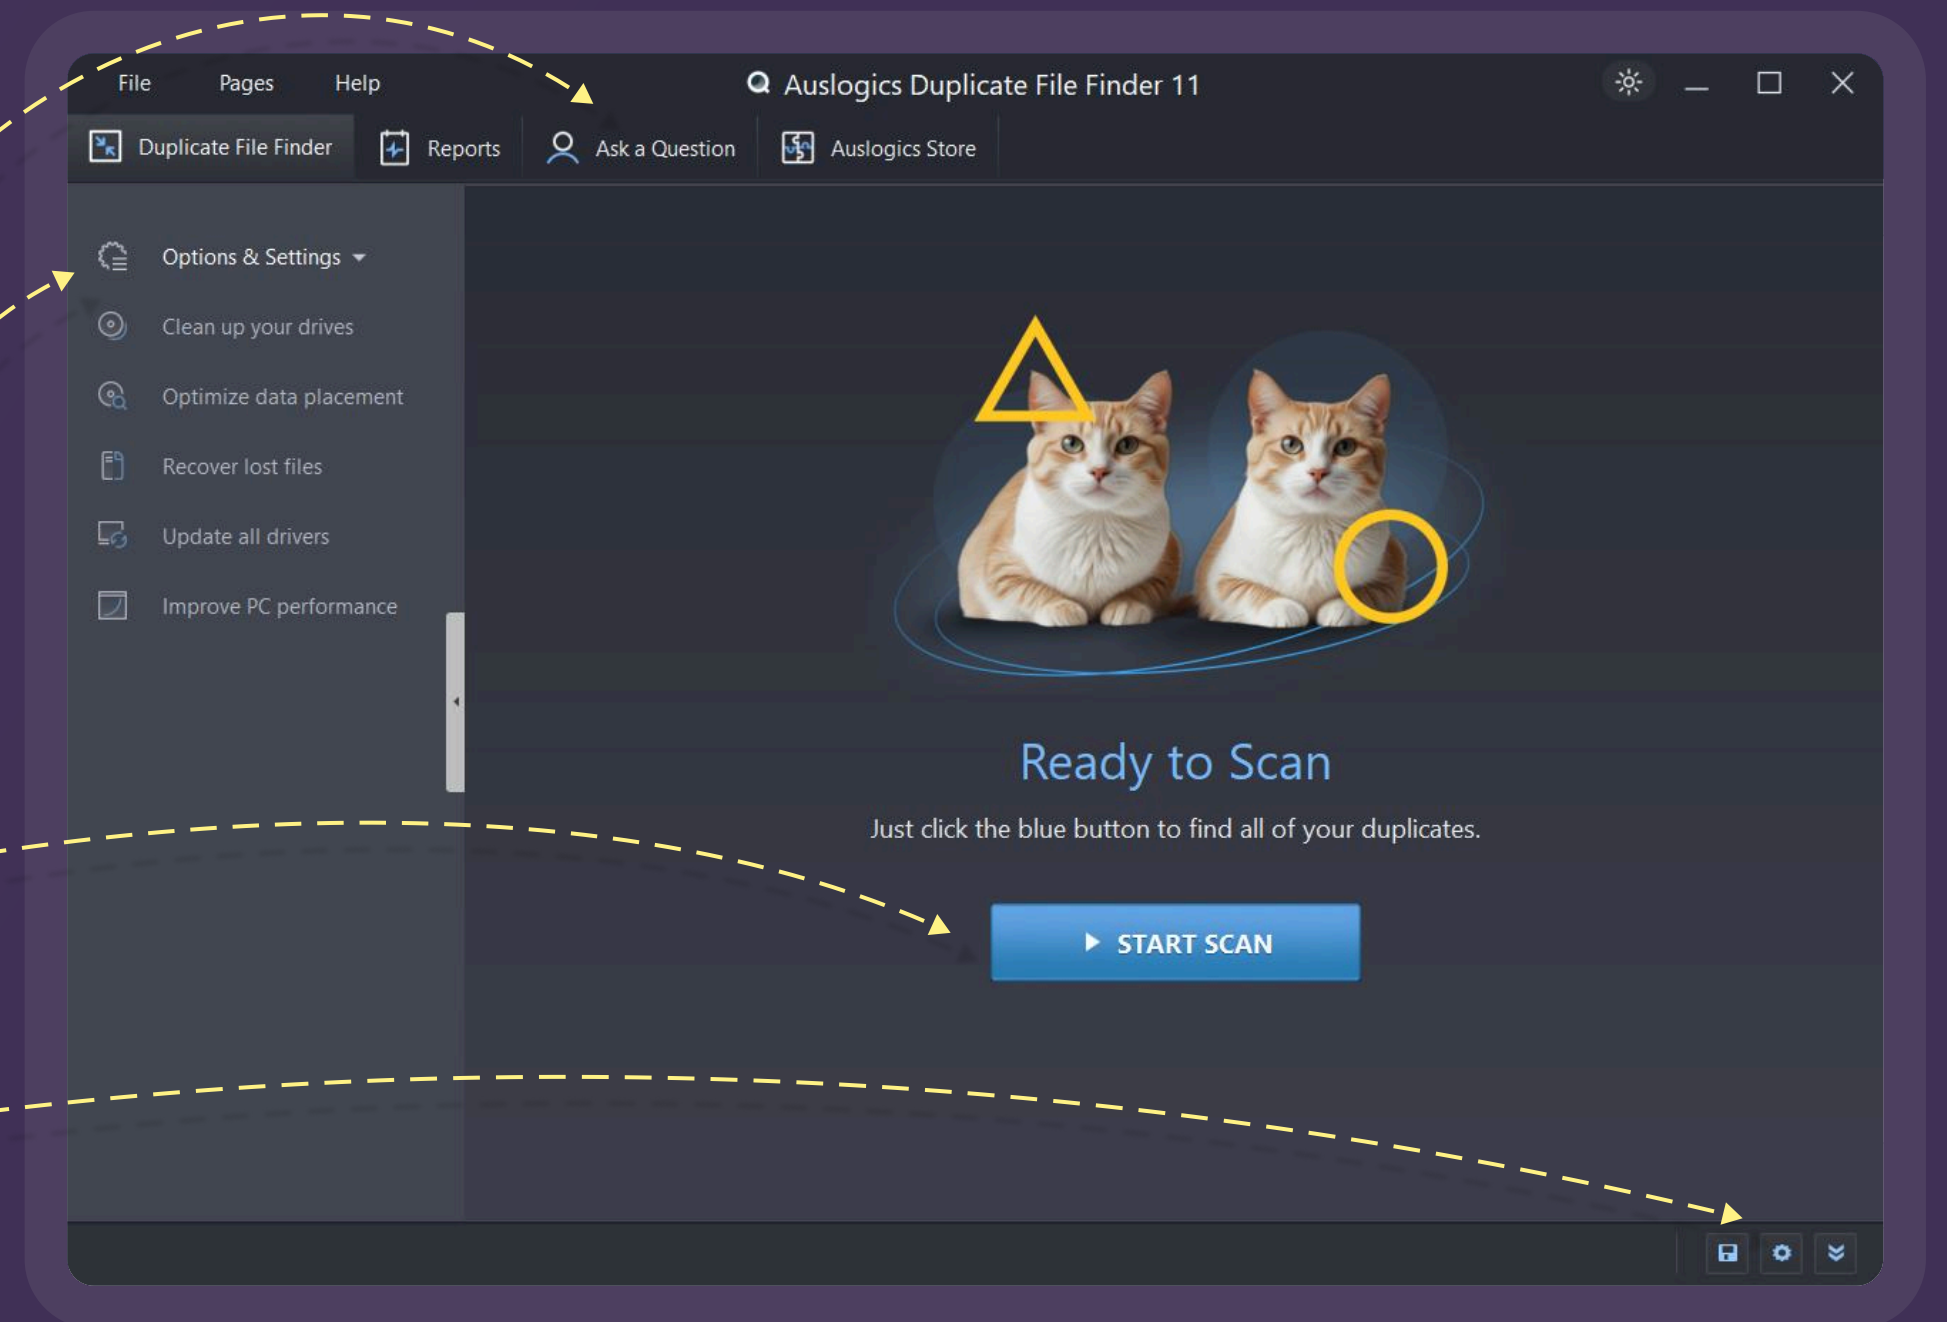 File Pages Help Auslogics Duplicate File Finder 11
Duplicate File Finder Reports Ask a Question Auslogics Store
Options & Settings
Clean up your drives
Optimize data placement
Recover lost files
Update all drivers
Improve PC performance
Ready to Scan
Just click the blue button to find all of your duplicates.
START SCAN